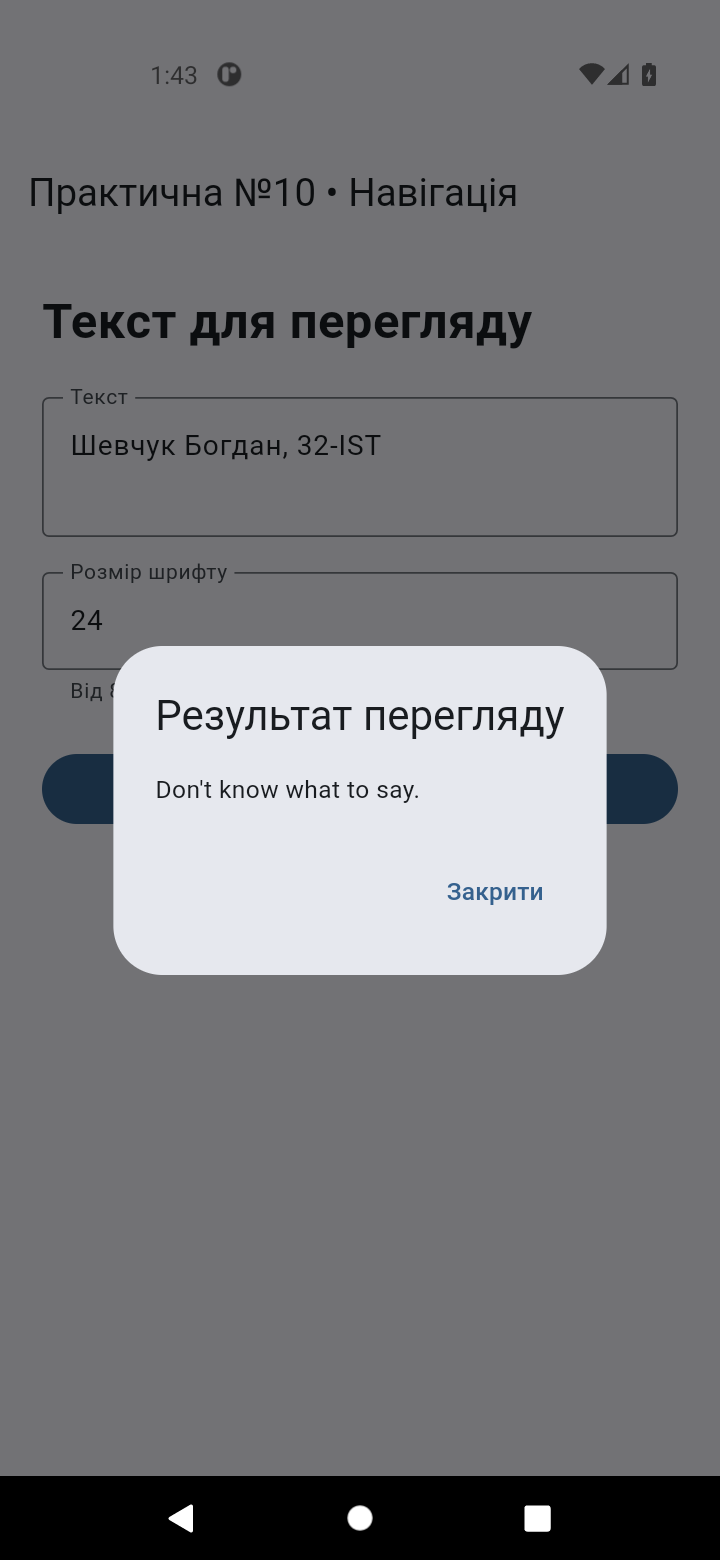 1:43
Практична №10 • Навігація
Текст для перегляду
Текст
Шевчук Богдан, 32-IST
Розмір шрифту
24
Від
Результат перегляду
Don't know what to say.
Закрити